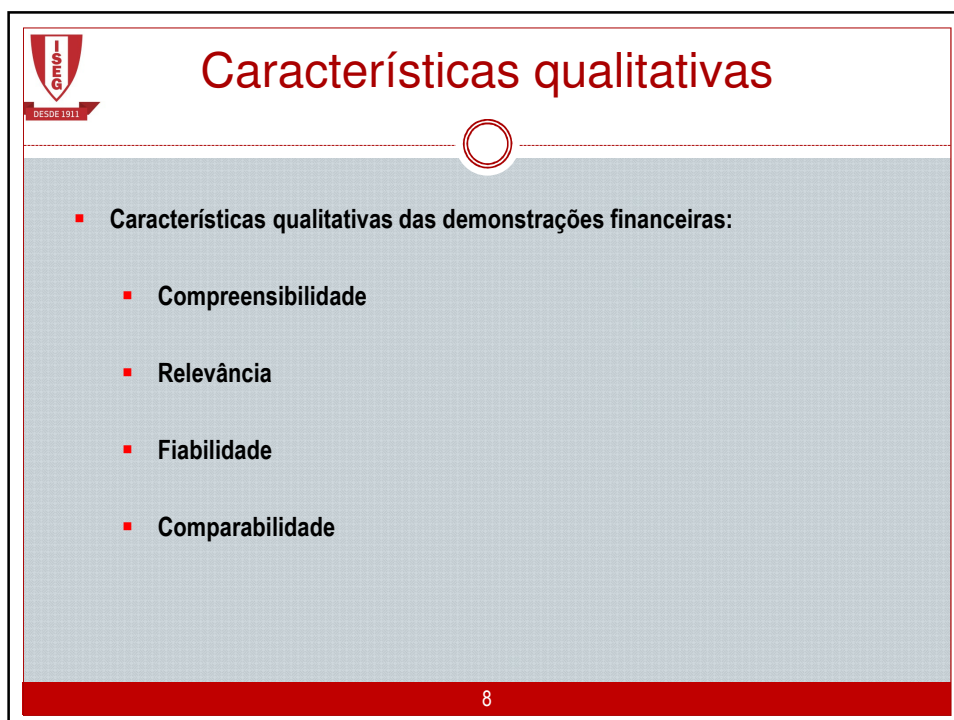 ISEG
DESDE 1911
Características qualitativas
▪ Características qualitativas das demonstrações financeiras:
▪ Compreensibilidade
▪ Relevância
▪ Fiabilidade
▪ Comparabilidade
8